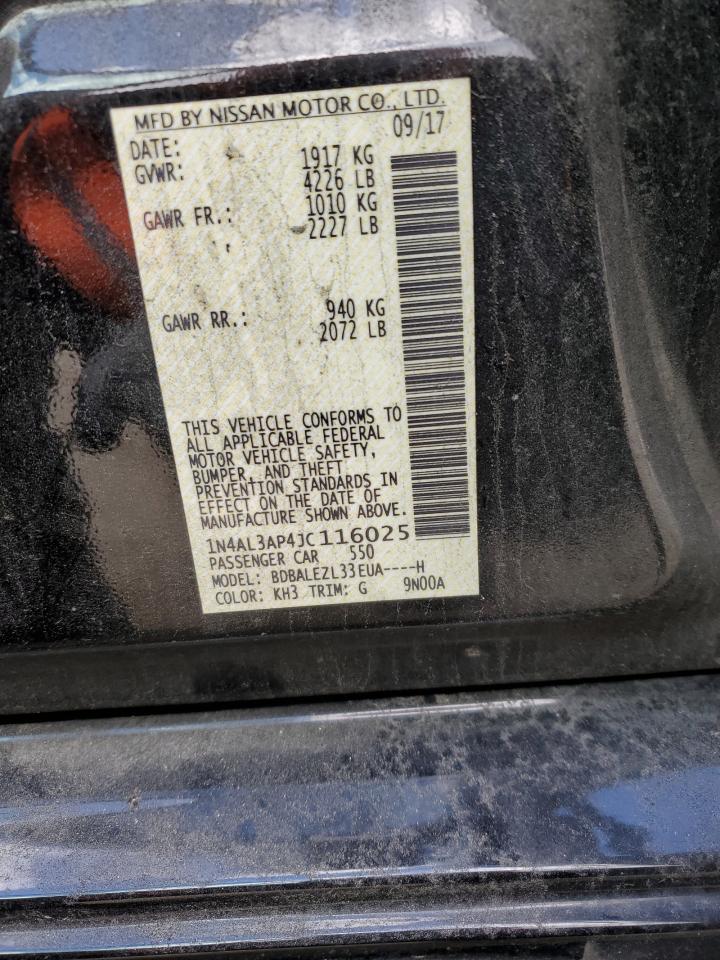 MFD BY NISSAN MOTOR CO., LTD.
DATE: 09/17
GVWR: 1917 KG
4226 LB
GAWR FR.: 1010 KG
2227 LB
GAWR RR.: 940 KG
2072 LB
THIS VEHICLE CONFORMS TO
ALL APPLICABLE FEDERAL
MOTOR VEHICLE SAFETY,
BUMPER, AND THEFT
PREVENTION STANDARDS IN
EFFECT ON THE DATE OF
MANUFACTURE SHOWN ABOVE.
1N4AL3AP4JC116025
PASSENGER CAR 550
MODEL: BDBALEZL33EUA----H
COLOR: KH3 TRIM: G 9N00A